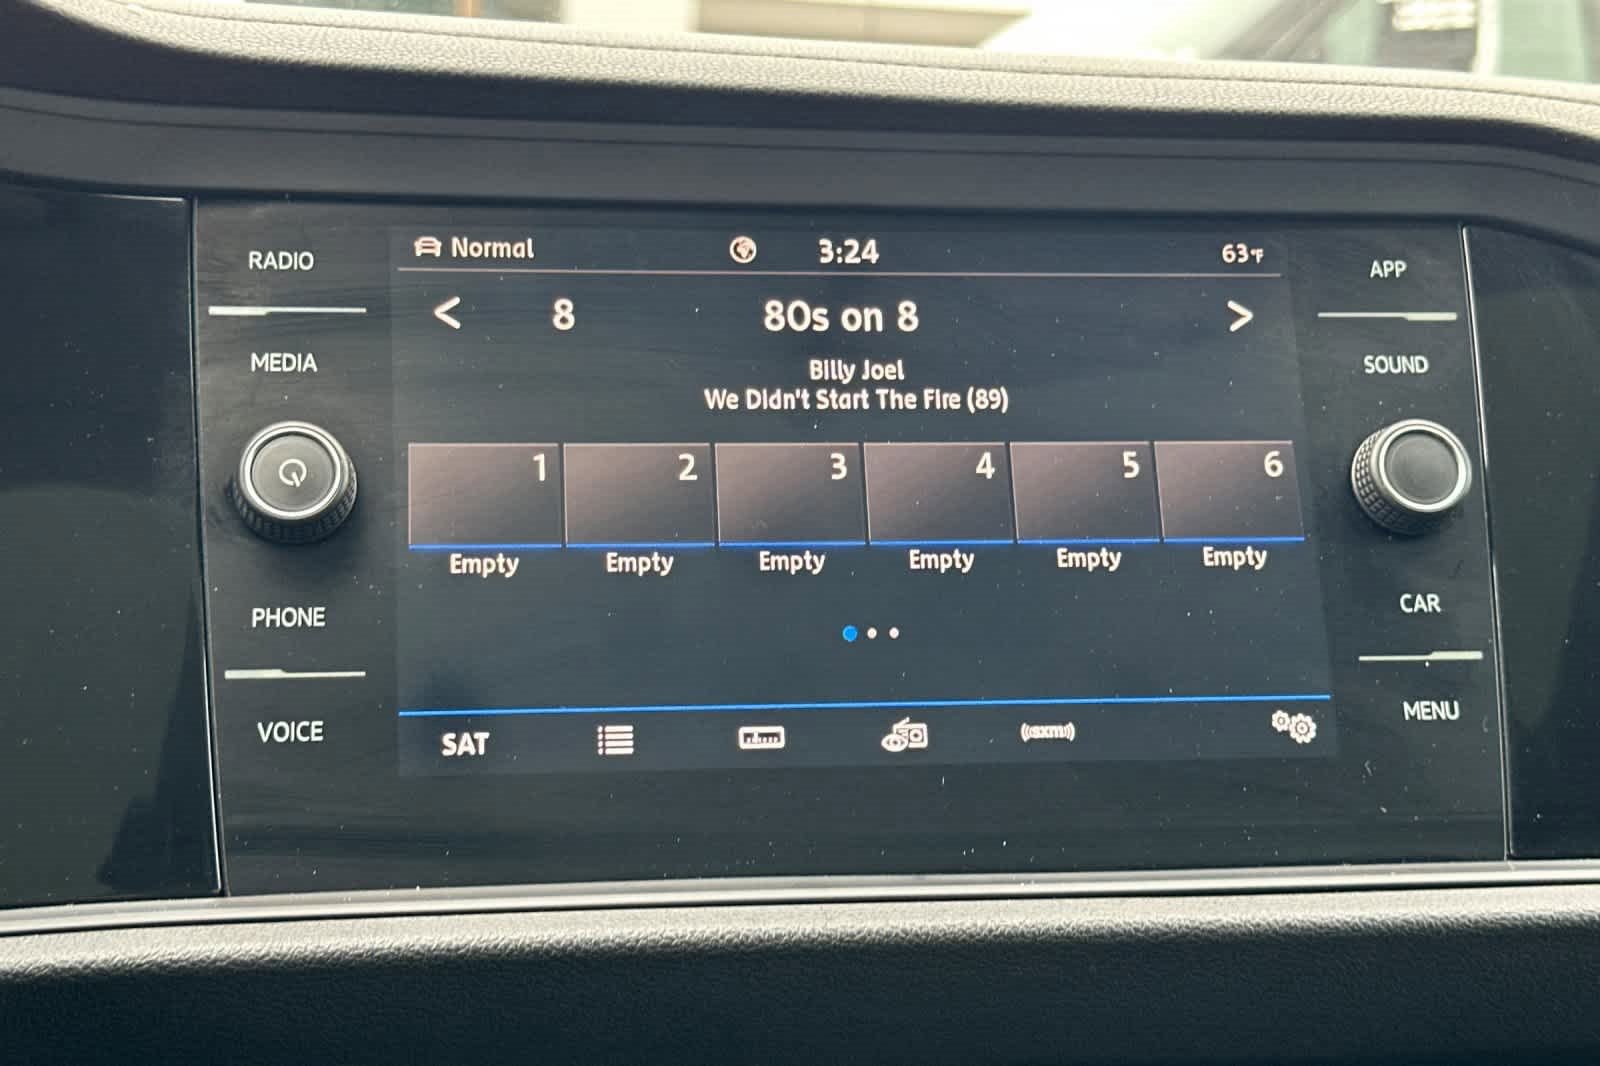 RADIO
MEDIA
PHONE
VOICE
Normal 3:24 63°F
< 8 80s on 8 >
Billy Joel
We Didn't Start The Fire (89)
1 2 3 4 5 6
Empty Empty Empty Empty Empty Empty
SAT ((sxm))
APP
SOUND
CAR
MENU